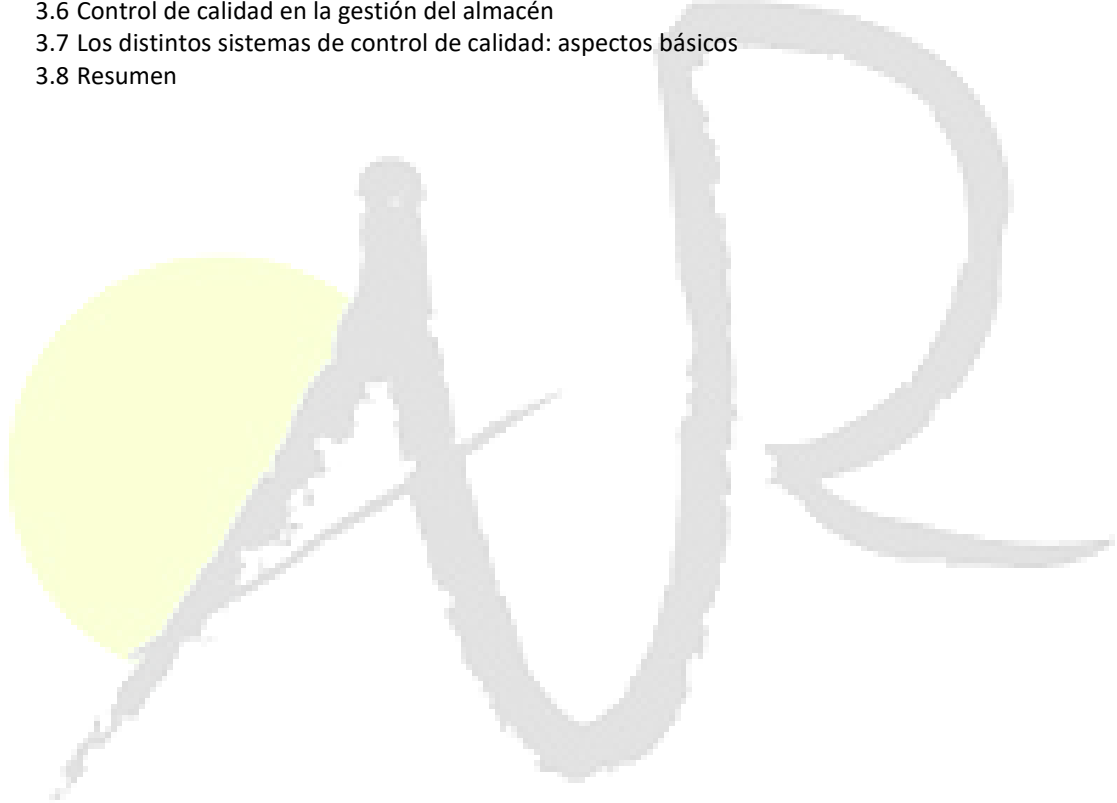 3.6 Control de calidad en la gestión del almacén
3.7 Los distintos sistemas de control de calidad: aspectos básicos
3.8 Resumen